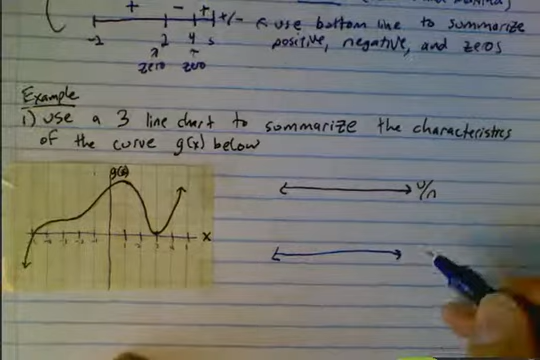 + - + +/-
-2 2 4 5
zero zero
use bottom line to summarize
positive, negative, and zeros
Example
1) use a 3 line chart to summarize the characteristics
of the curve g(x) below
g(x)
x
U/n